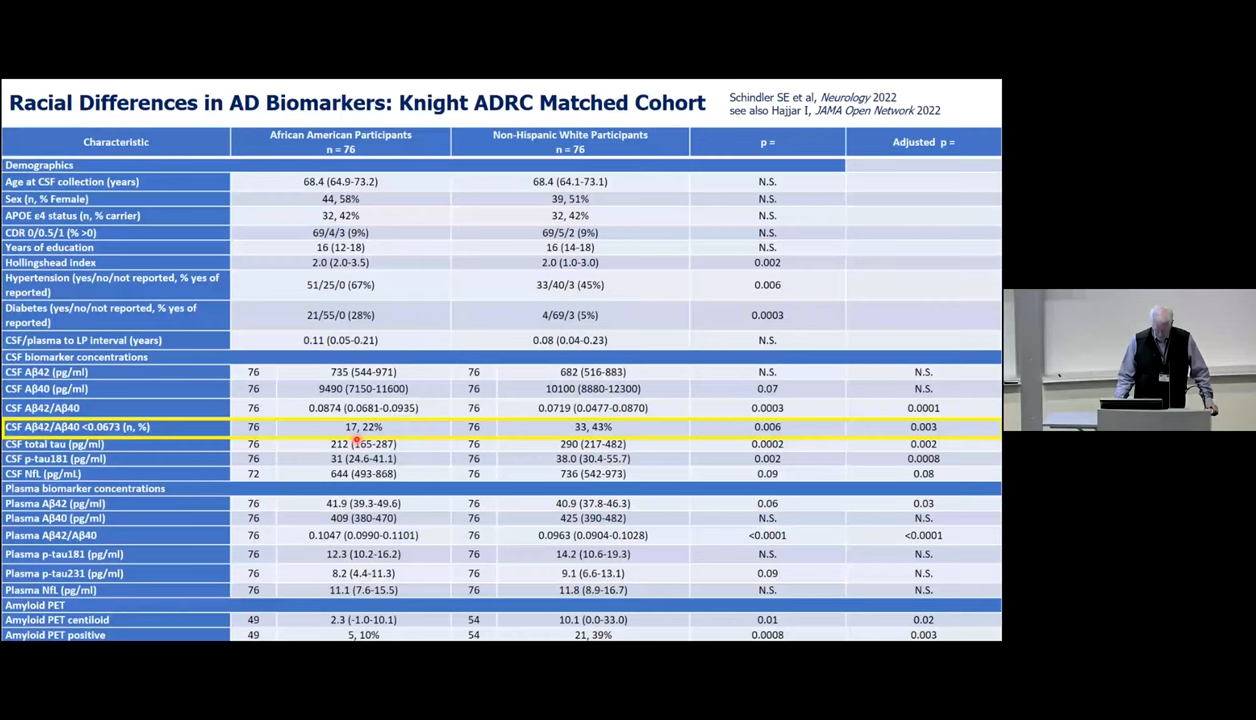 Racial Differences in AD Biomarkers: Knight ADRC Matched Cohort
Schindler SE et al, Neurology 2022
see also Hajjar I, JAMA Open Network 2022
Characteristic African American Participants n = 76 Non-Hispanic White Participants n = 76 p = Adjusted p =
Demographics
Age at CSF collection (years) 68.4 (64.9-73.2) 68.4 (64.1-73.1) N.S.
Sex (n, % Female) 44, 58% 39, 51% N.S.
APOE ε4 status (n, % carrier) 32, 42% 32, 42% N.S.
CDR 0/0.5/1 (% >0) 69/4/3 (9%) 69/5/2 (9%) N.S.
Years of education 16 (12-18) 16 (14-18) N.S.
Hollingshead index 2.0 (2.0-3.5) 2.0 (1.0-3.0) 0.002
Hypertension (yes/no/not reported, % yes of reported) 51/25/0 (67%) 33/40/3 (45%) 0.006
Diabetes (yes/no/not reported, % yes of reported) 21/55/0 (28%) 4/69/3 (5%) 0.0003
CSF/plasma to LP interval (years) 0.11 (0.05-0.21) 0.08 (0.04-0.23) N.S.
CSF biomarker concentrations
CSF Aβ42 (pg/ml) 76 735 (544-971) 76 682 (516-883) N.S. N.S.
CSF Aβ40 (pg/ml) 76 9490 (7150-11600) 76 10100 (8880-12300) 0.07 N.S.
CSF Aβ42/Aβ40 76 0.0874 (0.0681-0.0935) 76 0.0719 (0.0477-0.0870) 0.0003 0.0001
CSF Aβ42/Aβ40 <0.0673 (n, %) 76 17, 22% 76 33, 43% 0.006 0.003
CSF total tau (pg/ml) 76 212 (165-287) 76 290 (217-482) 0.0002 0.002
CSF p-tau181 (pg/ml) 76 31 (24.6-41.1) 76 38.0 (30.4-55.7) 0.002 0.0008
CSF NfL (pg/mL) 72 644 (493-868) 76 736 (542-973) 0.09 0.08
Plasma biomarker concentrations
Plasma Aβ42 (pg/ml) 76 41.9 (39.3-49.6) 76 40.9 (37.8-46.3) 0.06 0.03
Plasma Aβ40 (pg/ml) 76 409 (380-470) 76 425 (390-482) N.S. N.S.
Plasma Aβ42/Aβ40 76 0.1047 (0.0990-0.1101) 76 0.0963 (0.0904-0.1028) <0.0001 <0.0001
Plasma p-tau181 (pg/ml) 76 12.3 (10.2-16.2) 76 14.2 (10.6-19.3) N.S. N.S.
Plasma p-tau231 (pg/ml) 76 8.2 (4.4-11.3) 76 9.1 (6.6-13.1) 0.09 N.S.
Plasma NfL (pg/ml) 76 11.1 (7.6-15.5) 76 11.8 (8.9-16.7) N.S. N.S.
Amyloid PET
Amyloid PET centiloid 49 2.3 (-1.0-10.1) 54 10.1 (0.0-33.0) 0.01 0.02
Amyloid PET positive 49 5, 10% 54 21, 39% 0.0008 0.003